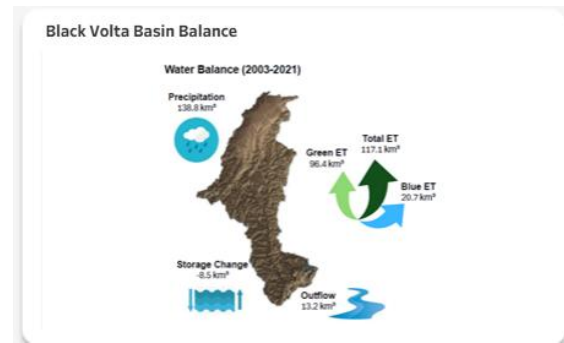 Black Volta Basin Balance
Water Balance (2003-2021)
Precipitation
138.8 km³
Total ET
117.1 km³
Green ET
96.4 km³
Blue ET
20.7 km³
Storage Change
-8.5 km³
Outflow
13.2 km³